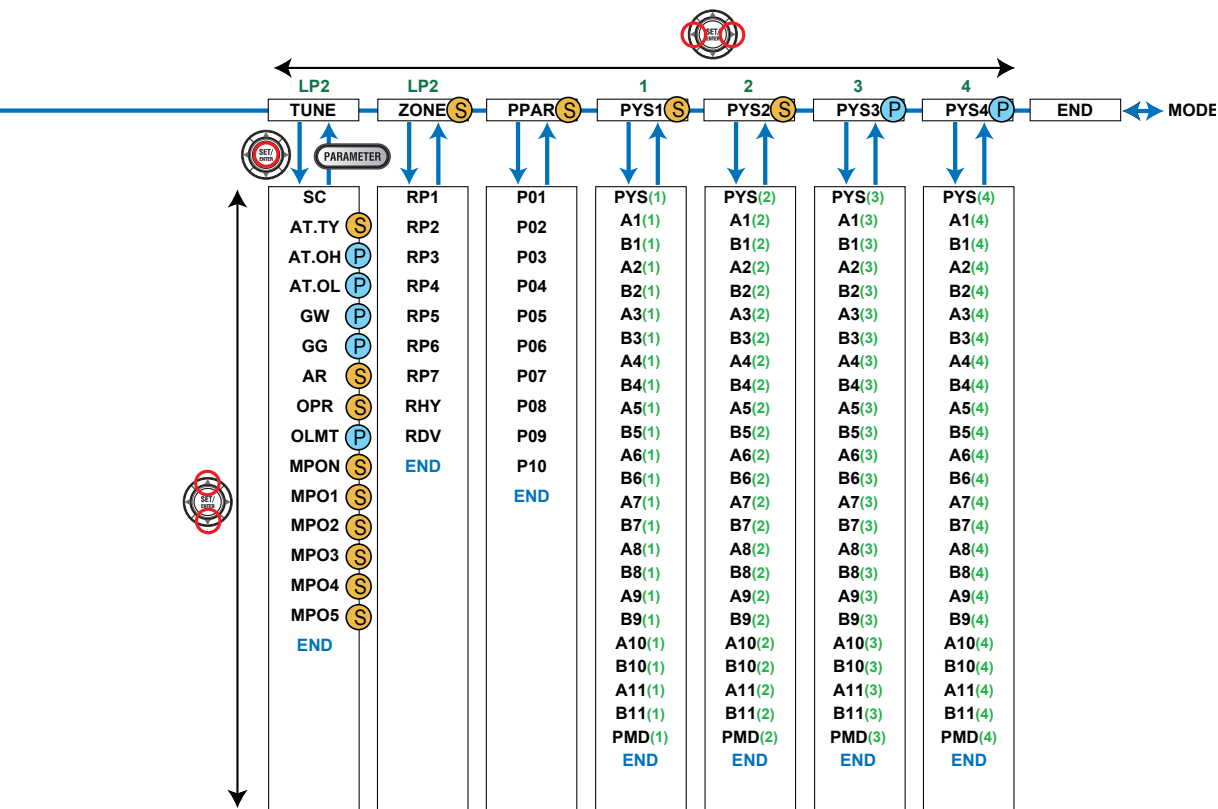 SET/
ENTER
LP2 LP2 1 2 3 4
TUNE ZONE S PPAR S PYS1 S PYS2 S PYS3 P PYS4 P END MODE
SET/
ENTER
PARAMETER
SC
AT.TY S
AT.OH P
AT.OL P
GW P
GG P
AR S
OPR S
OLMT P
MPON S
MPO1 S
MPO2 S
MPO3 S
MPO4 S
MPO5 S
END
SET/
ENTER
RP1
RP2
RP3
RP4
RP5
RP6
RP7
RHY
RDV
END
P01
P02
P03
P04
P05
P06
P07
P08
P09
P10
END
PYS(1)
A1(1)
B1(1)
A2(1)
B2(1)
A3(1)
B3(1)
A4(1)
B4(1)
A5(1)
B5(1)
A6(1)
B6(1)
A7(1)
B7(1)
A8(1)
B8(1)
A9(1)
B9(1)
A10(1)
B10(1)
A11(1)
B11(1)
PMD(1)
END
PYS(2)
A1(2)
B1(2)
A2(2)
B2(2)
A3(2)
B3(2)
A4(2)
B4(2)
A5(2)
B5(2)
A6(2)
B6(2)
A7(2)
B7(2)
A8(2)
B8(2)
A9(2)
B9(2)
A10(2)
B10(2)
A11(2)
B11(2)
PMD(2)
END
PYS(3)
A1(3)
B1(3)
A2(3)
B2(3)
A3(3)
B3(3)
A4(3)
B4(3)
A5(3)
B5(3)
A6(3)
B6(3)
A7(3)
B7(3)
A8(3)
B8(3)
A9(3)
B9(3)
A10(3)
B10(3)
A11(3)
B11(3)
PMD(3)
END
PYS(4)
A1(4)
B1(4)
A2(4)
B2(4)
A3(4)
B3(4)
A4(4)
B4(4)
A5(4)
B5(4)
A6(4)
B6(4)
A7(4)
B7(4)
A8(4)
B8(4)
A9(4)
B9(4)
A10(4)
B10(4)
A11(4)
B11(4)
PMD(4)
END